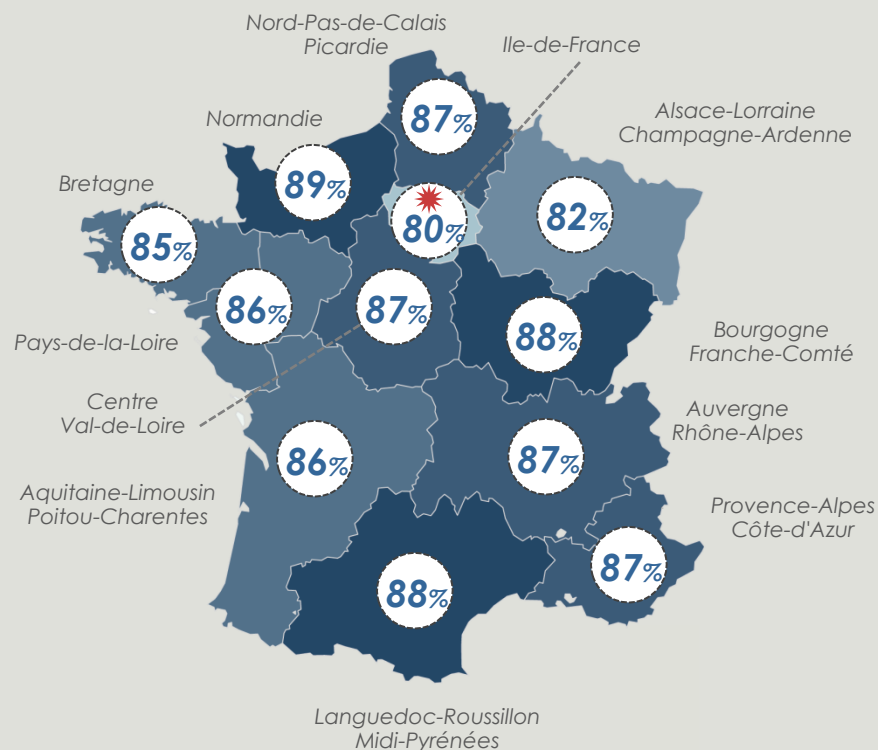 Nord-Pas-de-Calais
Picardie
Ile-de-France
Alsace-Lorraine
Champagne-Ardenne
Normandie
Bretagne
87%
89%
80%
82%
85%
86%
87%
88%
Pays-de-la-Loire
Bourgogne
Franche-Comté
Centre
Val-de-Loire
Auvergne
Rhône-Alpes
86%
87%
Aquitaine-Limousin
Poitou-Charentes
Provence-Alpes
Côte-d'Azur
88%
87%
Languedoc-Roussillon
Midi-Pyrénées